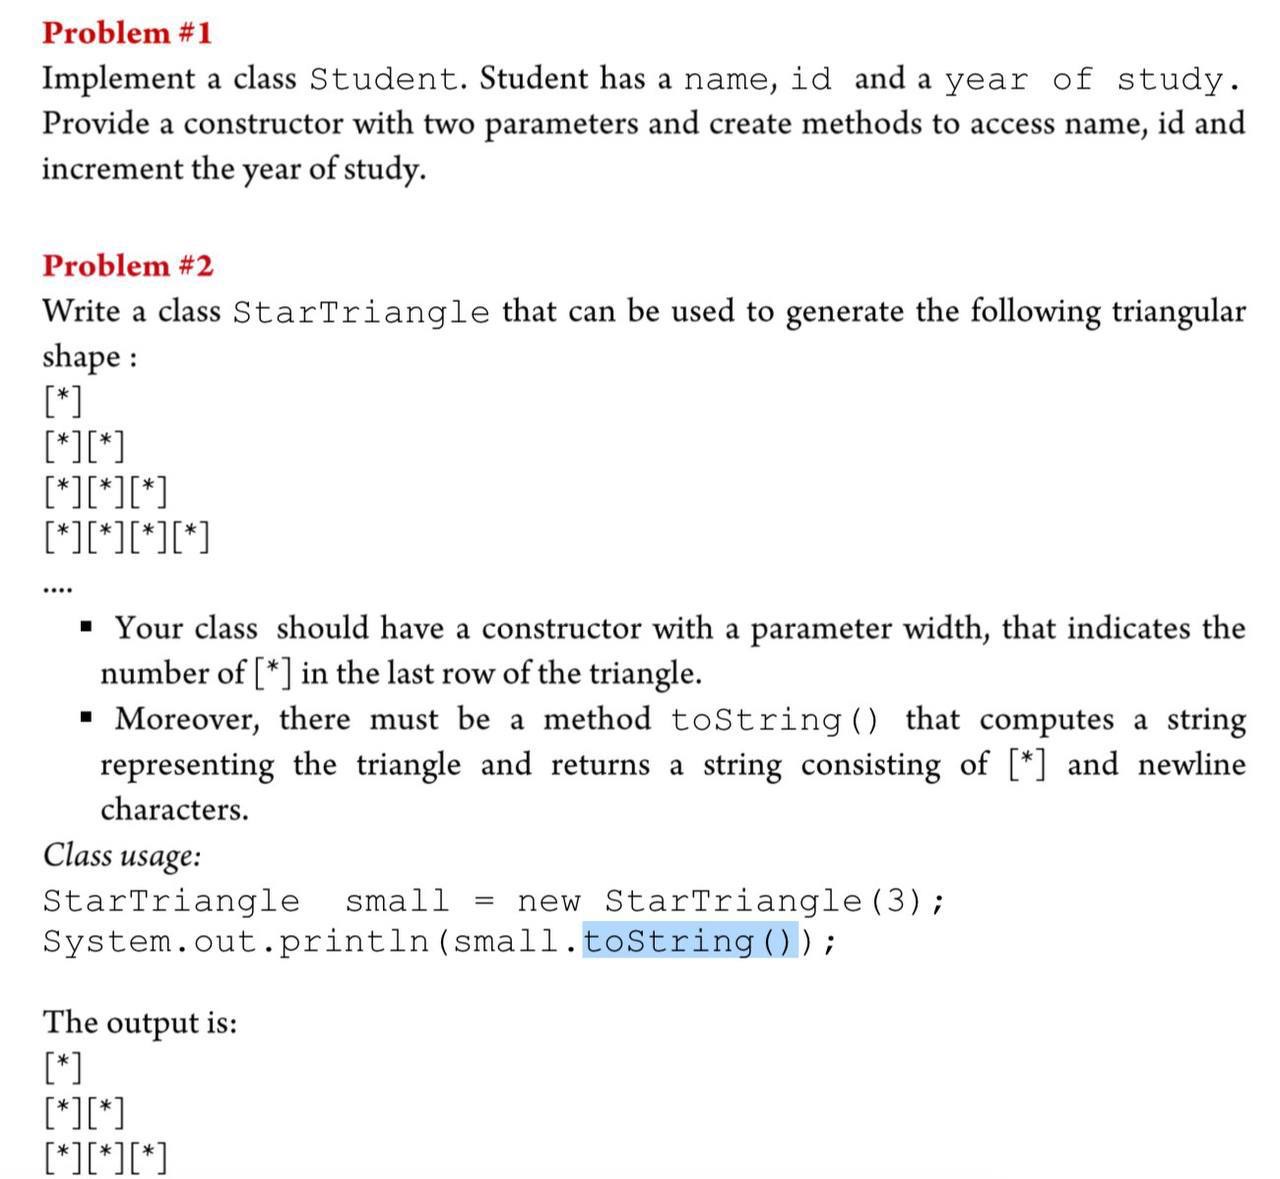 Problem #1
Implement a class Student. Student has a name, id and a year of study.
Provide a constructor with two parameters and create methods to access name, id and
increment the year of study.
Problem #2
Write a class StarTriangle that can be used to generate the following triangular
shape :
[*]
[*][*]
[*][*][*]
[*][*][*][*]
....
▪ Your class should have a constructor with a parameter width, that indicates the
number of [*] in the last row of the triangle.
▪ Moreover, there must be a method toString() that computes a string
representing the triangle and returns a string consisting of [*] and newline
characters.
Class usage:
StarTriangle small = new StarTriangle(3);
System.out.println(small.toString());
The output is:
[*]
[*][*]
[*][*][*]